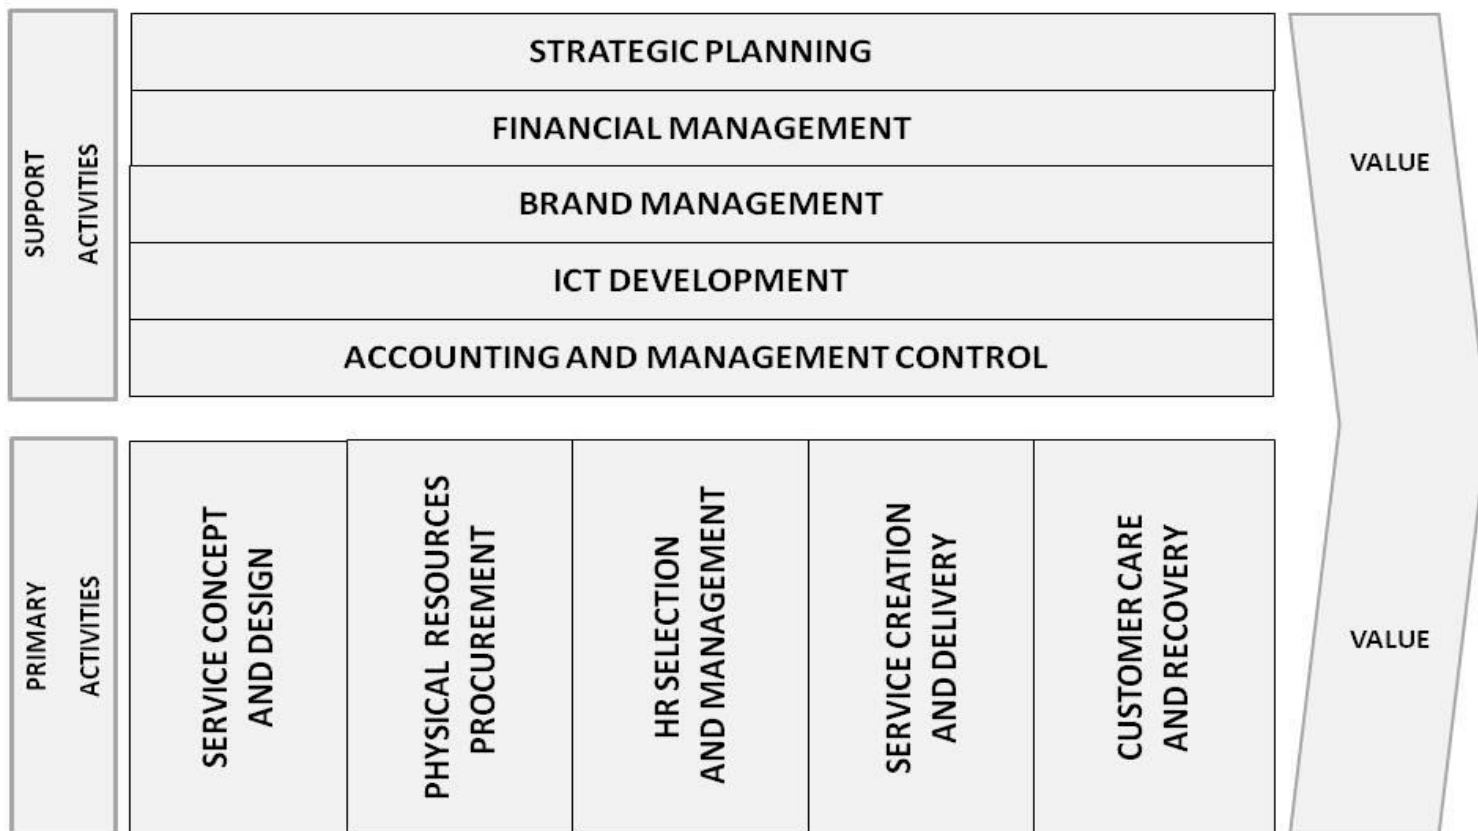 SUPPORT
ACTIVITIES
STRATEGIC PLANNING
FINANCIAL MANAGEMENT
BRAND MANAGEMENT
ICT DEVELOPMENT
ACCOUNTING AND MANAGEMENT CONTROL
VALUE
PRIMARY
ACTIVITIES
SERVICE CONCEPT
AND DESIGN
PHYSICAL RESOURCES
PROCUREMENT
HR SELECTION
AND MANAGEMENT
SERVICE CREATION
AND DELIVERY
CUSTOMER CARE
AND RECOVERY
VALUE